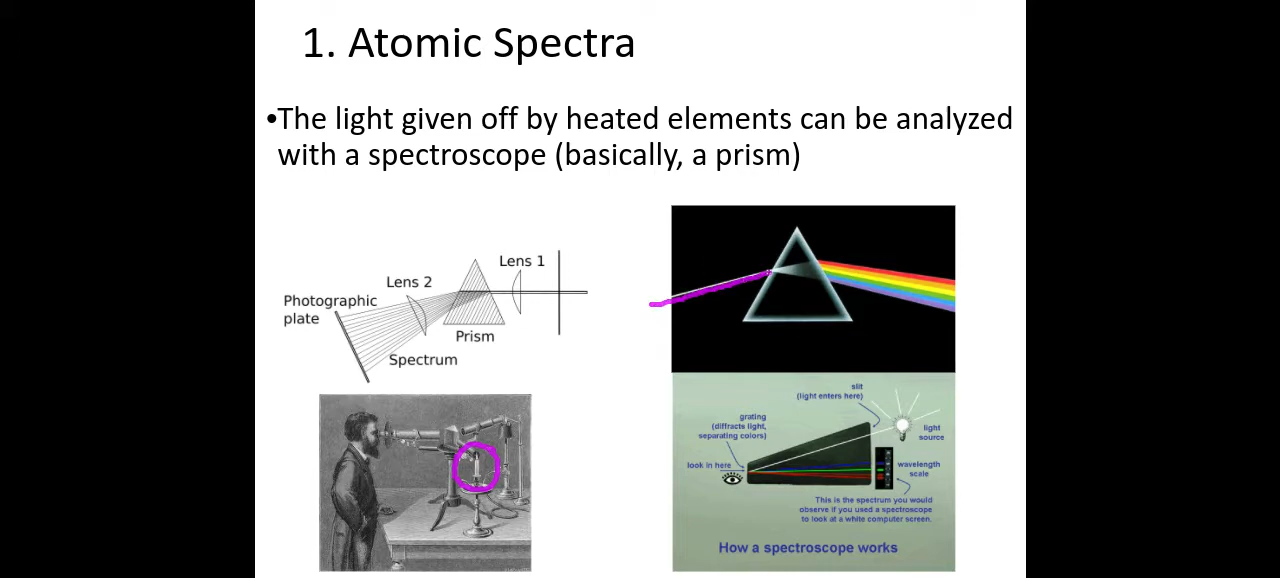 1. Atomic Spectra
•The light given off by heated elements can be analyzed
with a spectroscope (basically, a prism)
Lens 1
Lens 2
Photographic
plate
Prism
Spectrum
slit
(light enters here)
grating
(diffracts light,
separating colors)
light
source
look in here
wavelength
scale
This is the spectrum you would
observe if you used a spectroscope
to look at a white computer screen.
How a spectroscope works